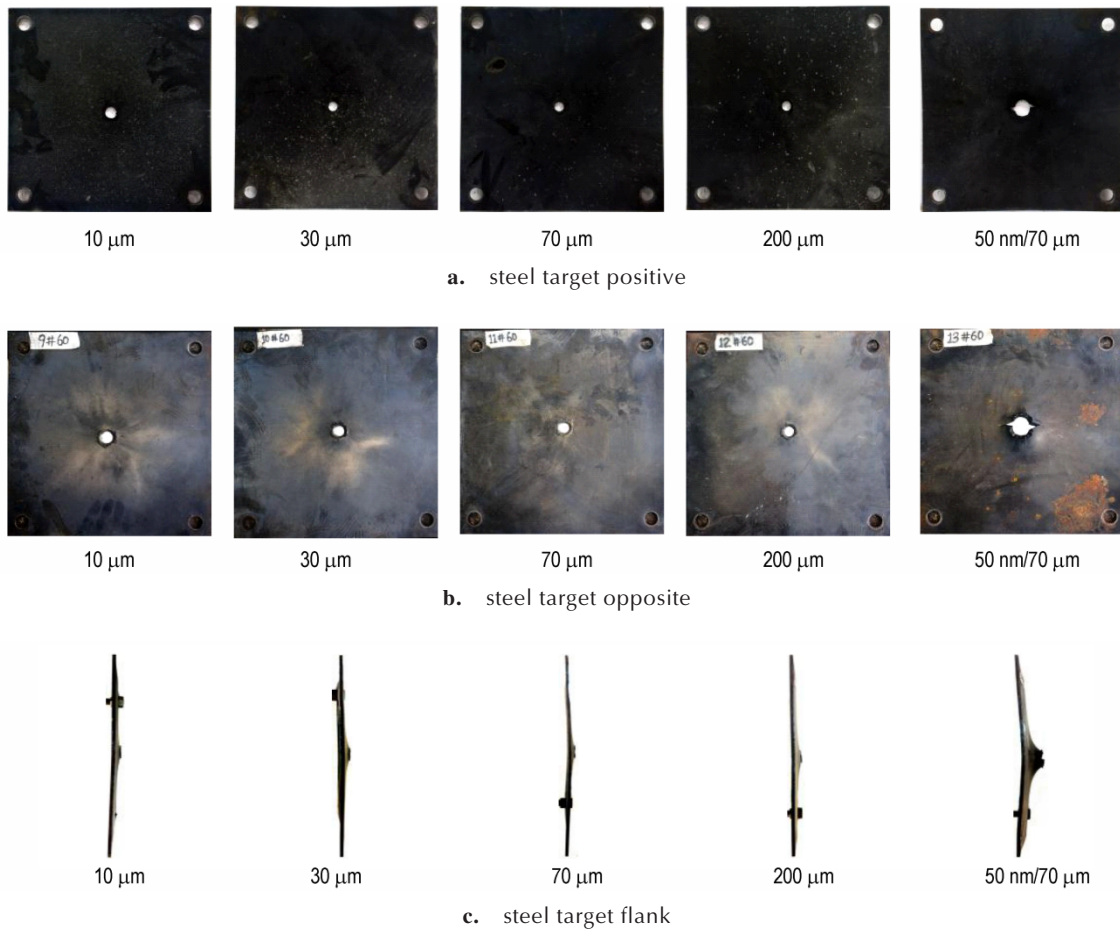 10 µm 30 µm 70 µm 200 µm 50 nm/70 µm
a. steel target positive
9#60 10#60 11#60 12#60 13#60
10 µm 30 µm 70 µm 200 µm 50 nm/70 µm
b. steel target opposite
10 µm 30 µm 70 µm 200 µm 50 nm/70 µm
c. steel target flank